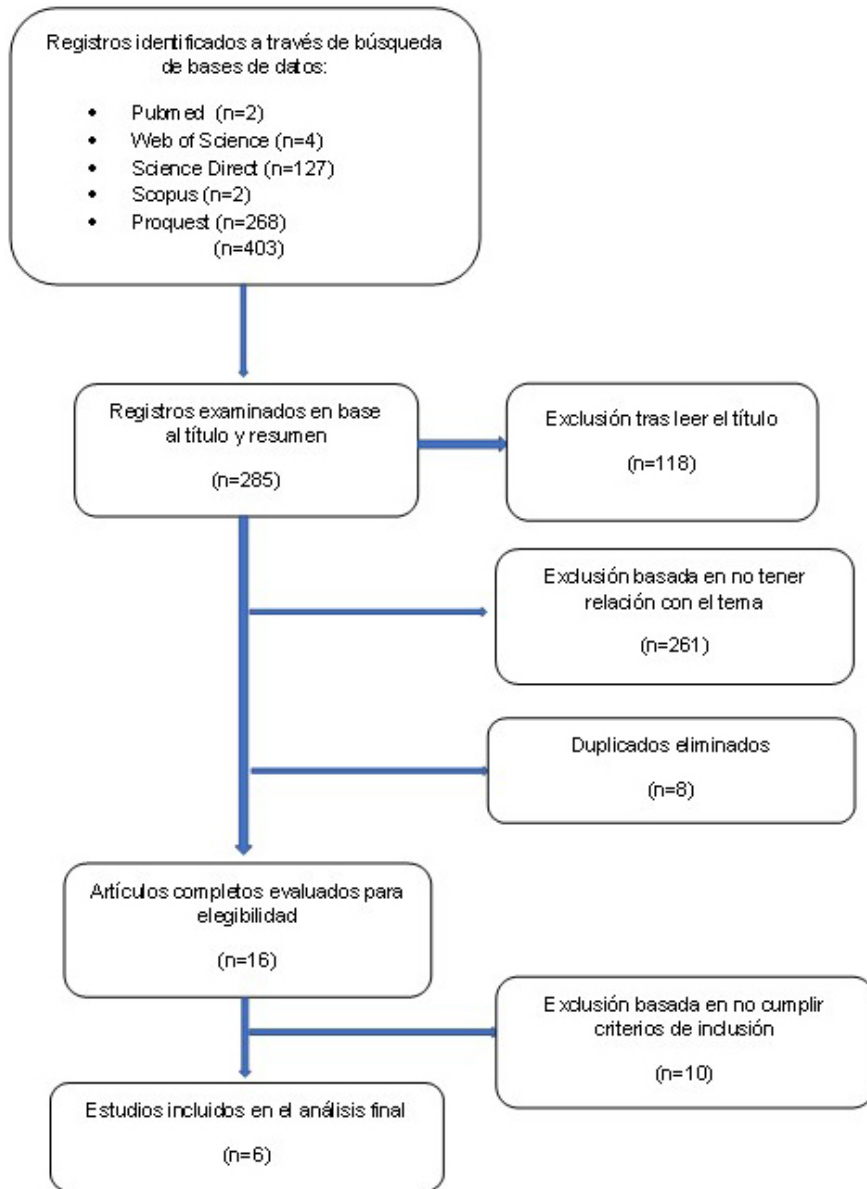 Registros identificados a través de búsqueda
de bases de datos:
• Pubmed (n=2)
• Web of Science (n=4)
• Science Direct (n=127)
• Scopus (n=2)
• Proquest (n=268)
(n=403)
Registros examinados en base
al título y resumen
(n=285)
Exclusión tras leer el título
(n=118)
Exclusión basada en no tener
relación con el tema
(n=261)
Duplicados eliminados
(n=8)
Artículos completos evaluados para
elegibilidad
(n=16)
Exclusión basada en no cumplir
criterios de inclusión
(n=10)
Estudios incluidos en el análisis final
(n=6)